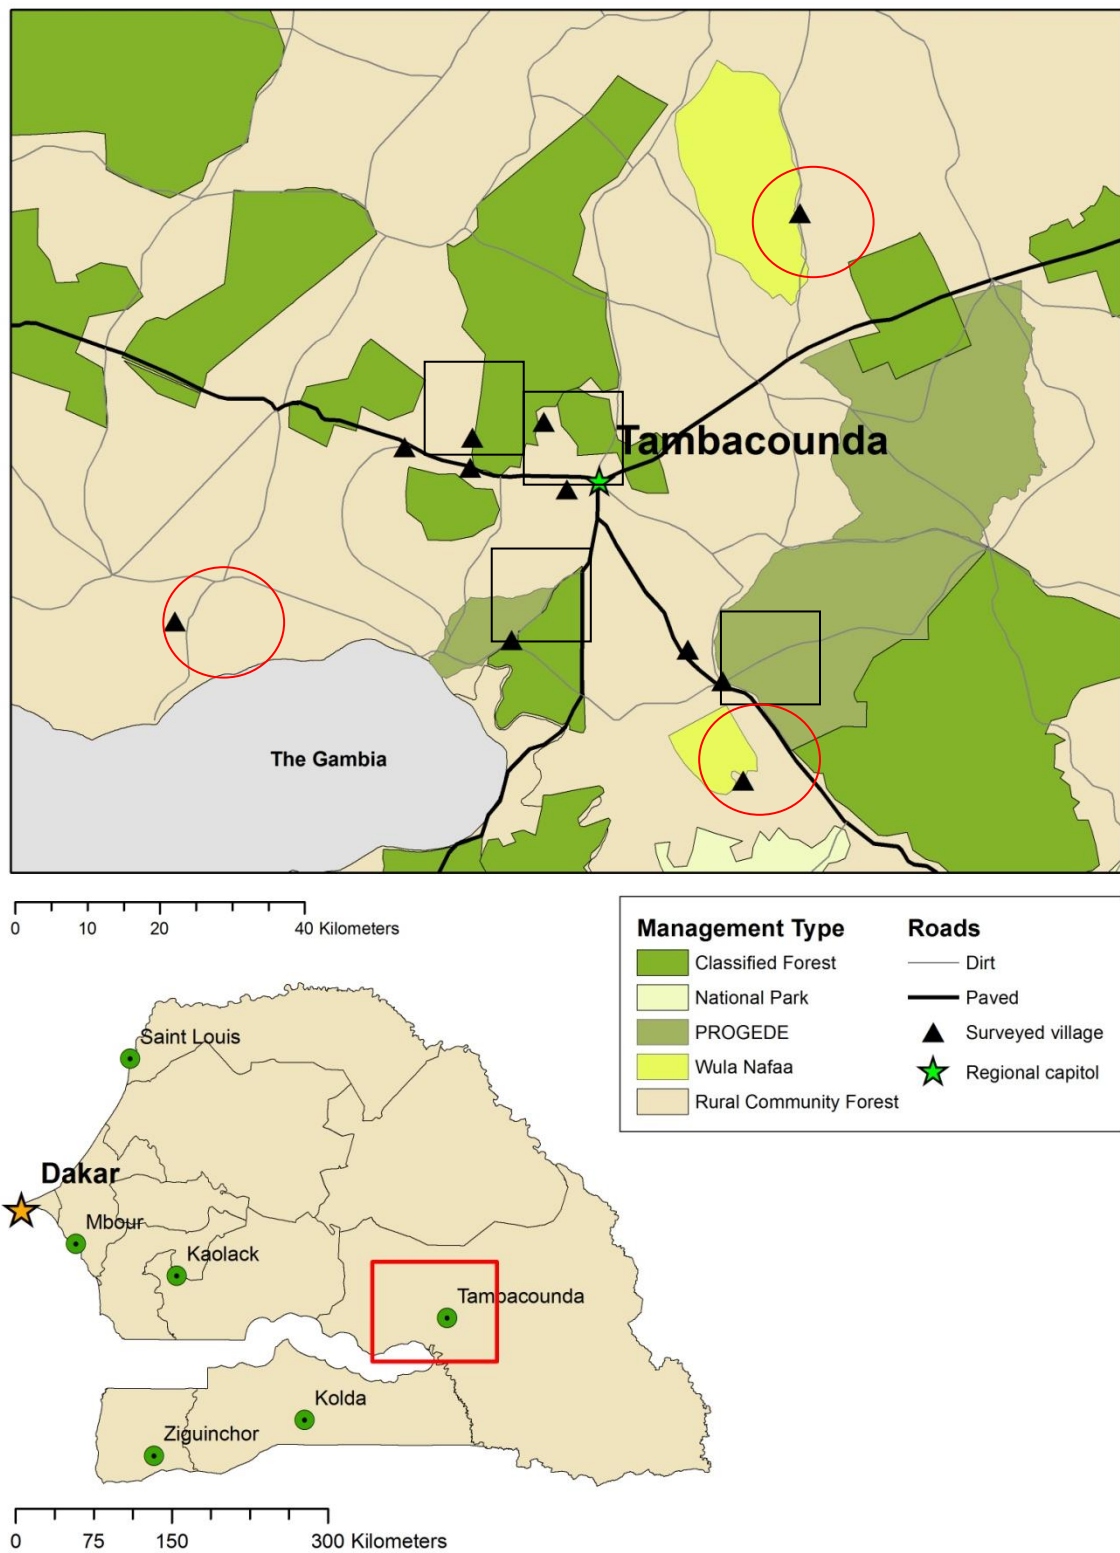 Tambacounda
The Gambia
0 10 20 40 Kilometers
Management Type
Classified Forest
National Park
PROGEDE
Wula Nafaa
Rural Community Forest
Roads
Dirt
Paved
Surveyed village
Regional capitol
Saint Louis
Dakar
Mbour
Kaolack
Tambacounda
Kolda
Ziguinchor
0 75 150 300 Kilometers